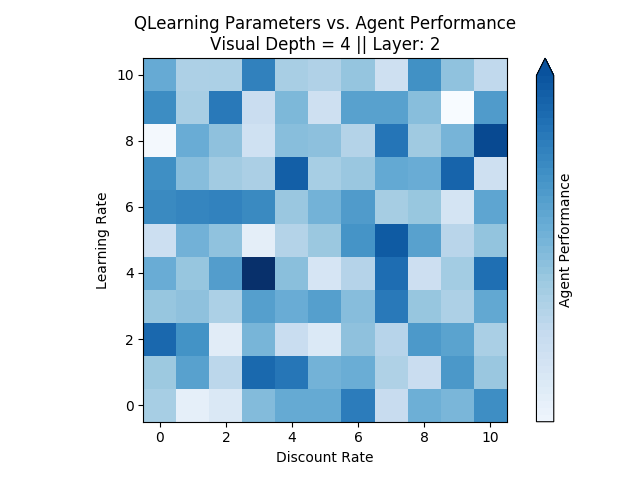 QLearning Parameters vs. Agent Performance
Visual Depth = 4 || Layer: 2
10
8
6
4
2
0
Learning Rate
0 2 4 6 8 10
Discount Rate
Agent Performance